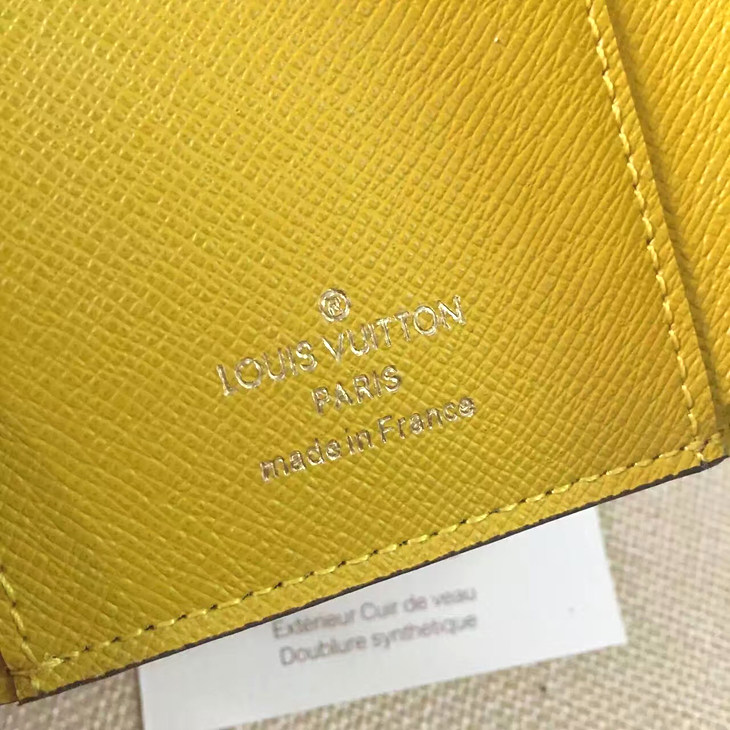 LOUIS VUITTON
PARIS
made in France
Extérieur Cuir de veau
Doublure synthétique